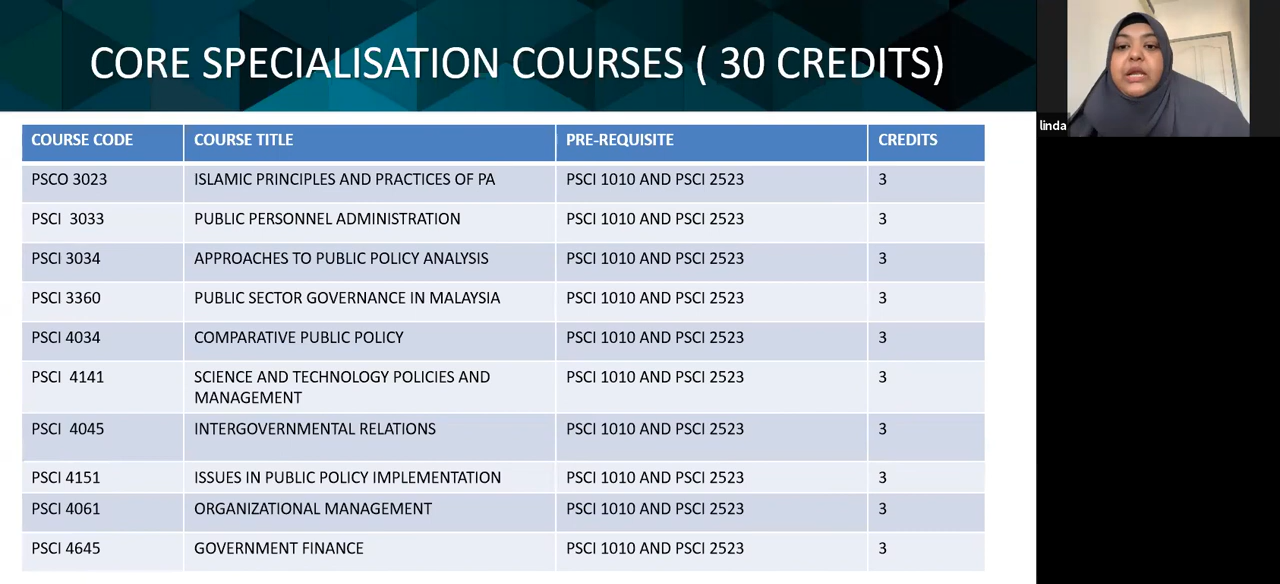 CORE SPECIALISATION COURSES ( 30 CREDITS)
linda
COURSE CODE COURSE TITLE PRE-REQUISITE CREDITS
PSCO 3023 ISLAMIC PRINCIPLES AND PRACTICES OF PA PSCI 1010 AND PSCI 2523 3
PSCI 3033 PUBLIC PERSONNEL ADMINISTRATION PSCI 1010 AND PSCI 2523 3
PSCI 3034 APPROACHES TO PUBLIC POLICY ANALYSIS PSCI 1010 AND PSCI 2523 3
PSCI 3360 PUBLIC SECTOR GOVERNANCE IN MALAYSIA PSCI 1010 AND PSCI 2523 3
PSCI 4034 COMPARATIVE PUBLIC POLICY PSCI 1010 AND PSCI 2523 3
PSCI 4141 SCIENCE AND TECHNOLOGY POLICIES AND PSCI 1010 AND PSCI 2523 3
MANAGEMENT
PSCI 4045 INTERGOVERNMENTAL RELATIONS PSCI 1010 AND PSCI 2523 3
PSCI 4151 ISSUES IN PUBLIC POLICY IMPLEMENTATION PSCI 1010 AND PSCI 2523 3
PSCI 4061 ORGANIZATIONAL MANAGEMENT PSCI 1010 AND PSCI 2523 3
PSCI 4645 GOVERNMENT FINANCE PSCI 1010 AND PSCI 2523 3